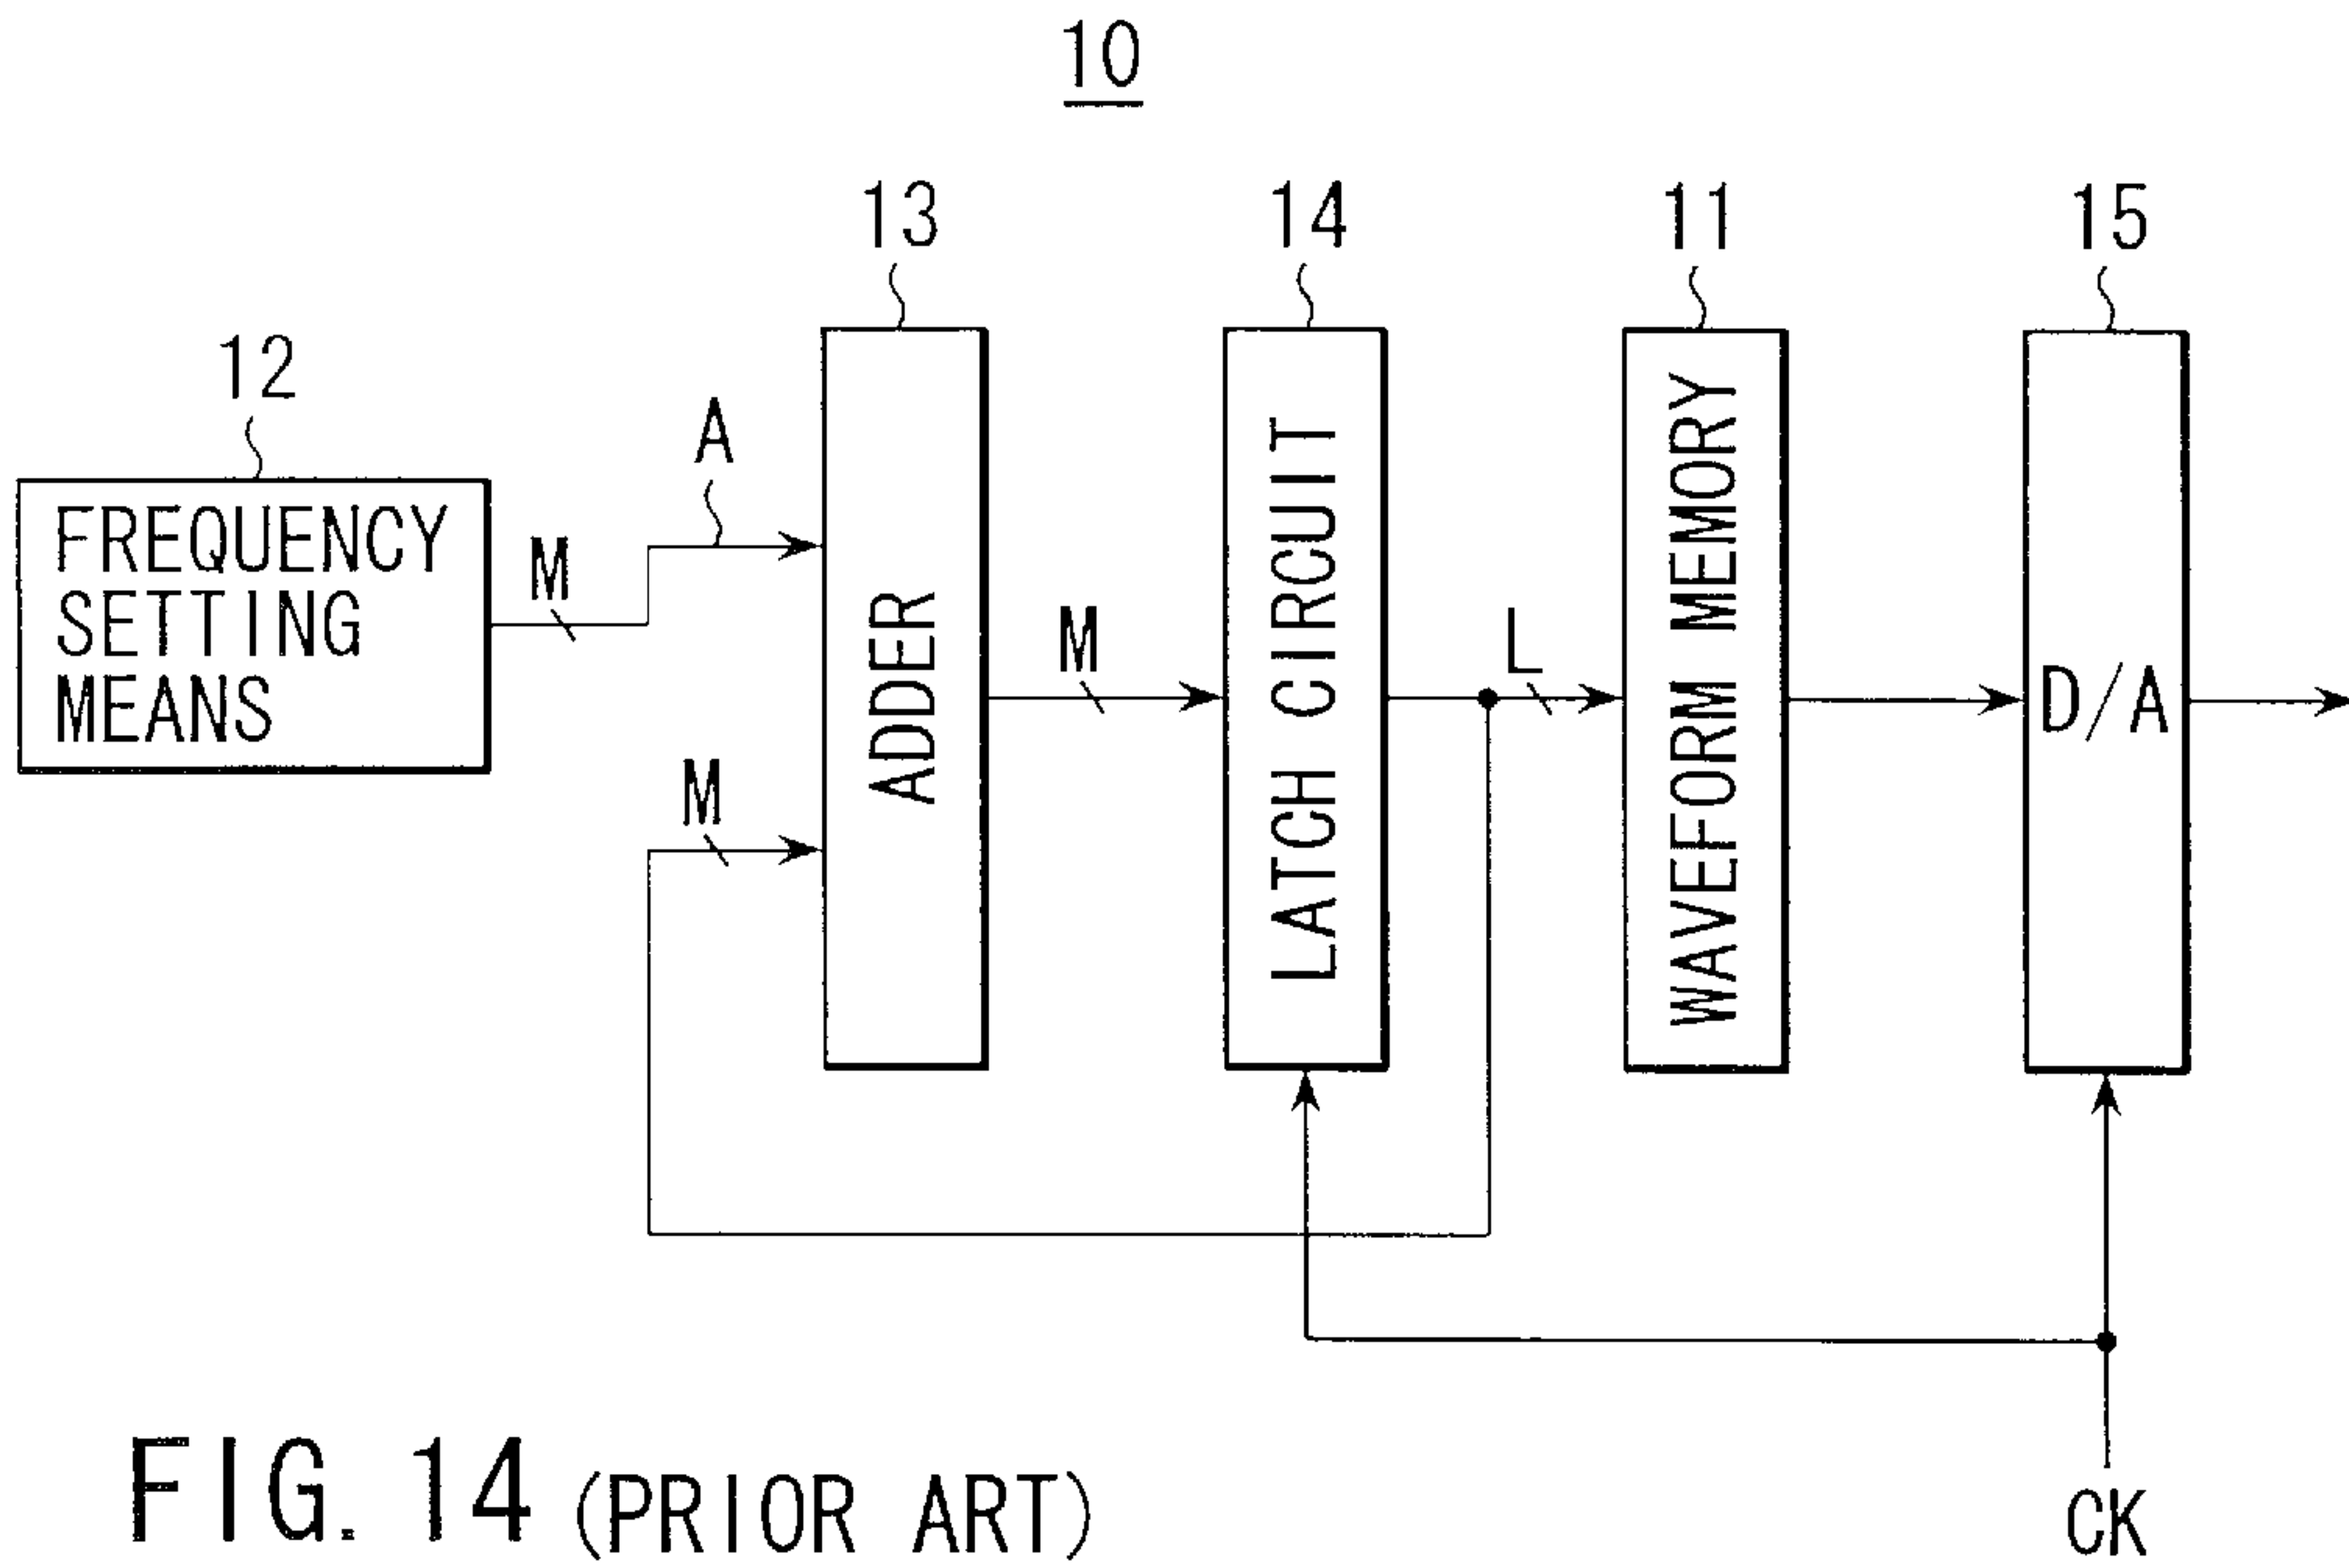 10
13
14
11
15
12
A
FREQUENCY
SETTING
MEANS
M
M
ADDER
M
LATCH CIRCUIT
L
WAVEFORM MEMORY
D/A
CK
FIG. 14 (PRIOR ART)